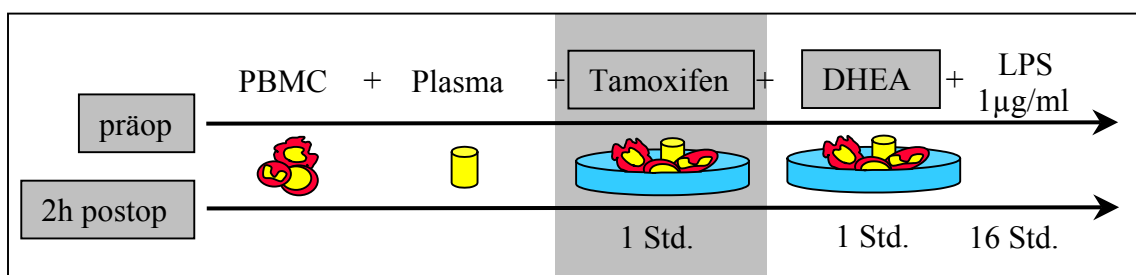 PBMC + Plasma + Tamoxifen + DHEA + LPS
1µg/ml
präop
2h postop
1 Std. 1 Std. 16 Std.